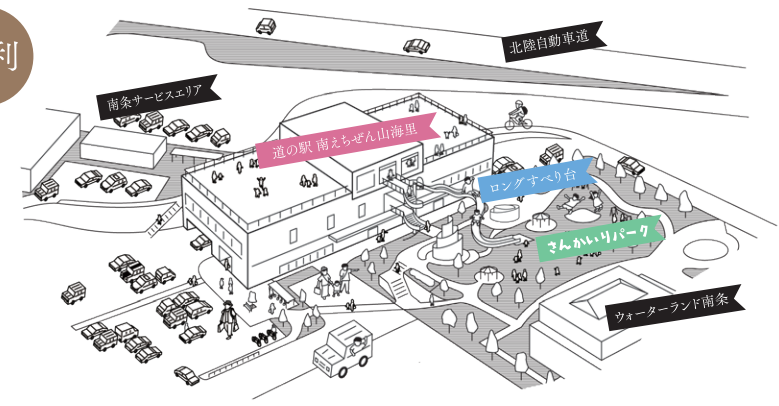 利
北陸自動車道
南条サービスエリア
道の駅 南えちぜん山海里
ロングすべり台
さんかいりパーク
ウォーターランド南条